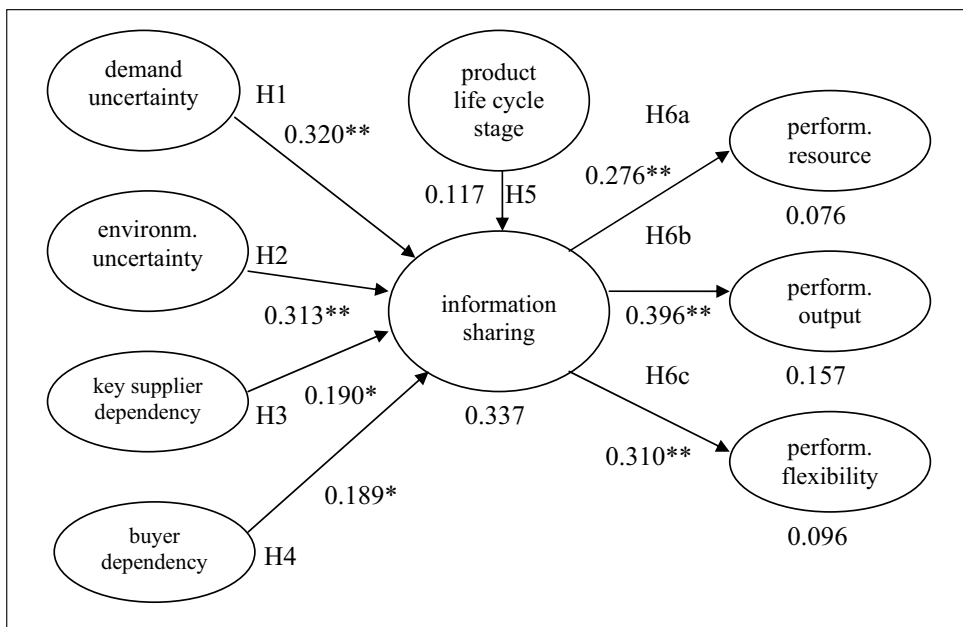 demand
uncertainty
H1
0.320**
product
life cycle
stage
0.117
H5
H6a
0.276**
perform.
resource
0.076
environm.
uncertainty
H2
0.313**
information
sharing
0.337
H6b
0.396**
perform.
output
0.157
key supplier
dependency
H3
0.190*
H6c
0.310**
perform.
flexibility
0.096
buyer
dependency
H4
0.189*